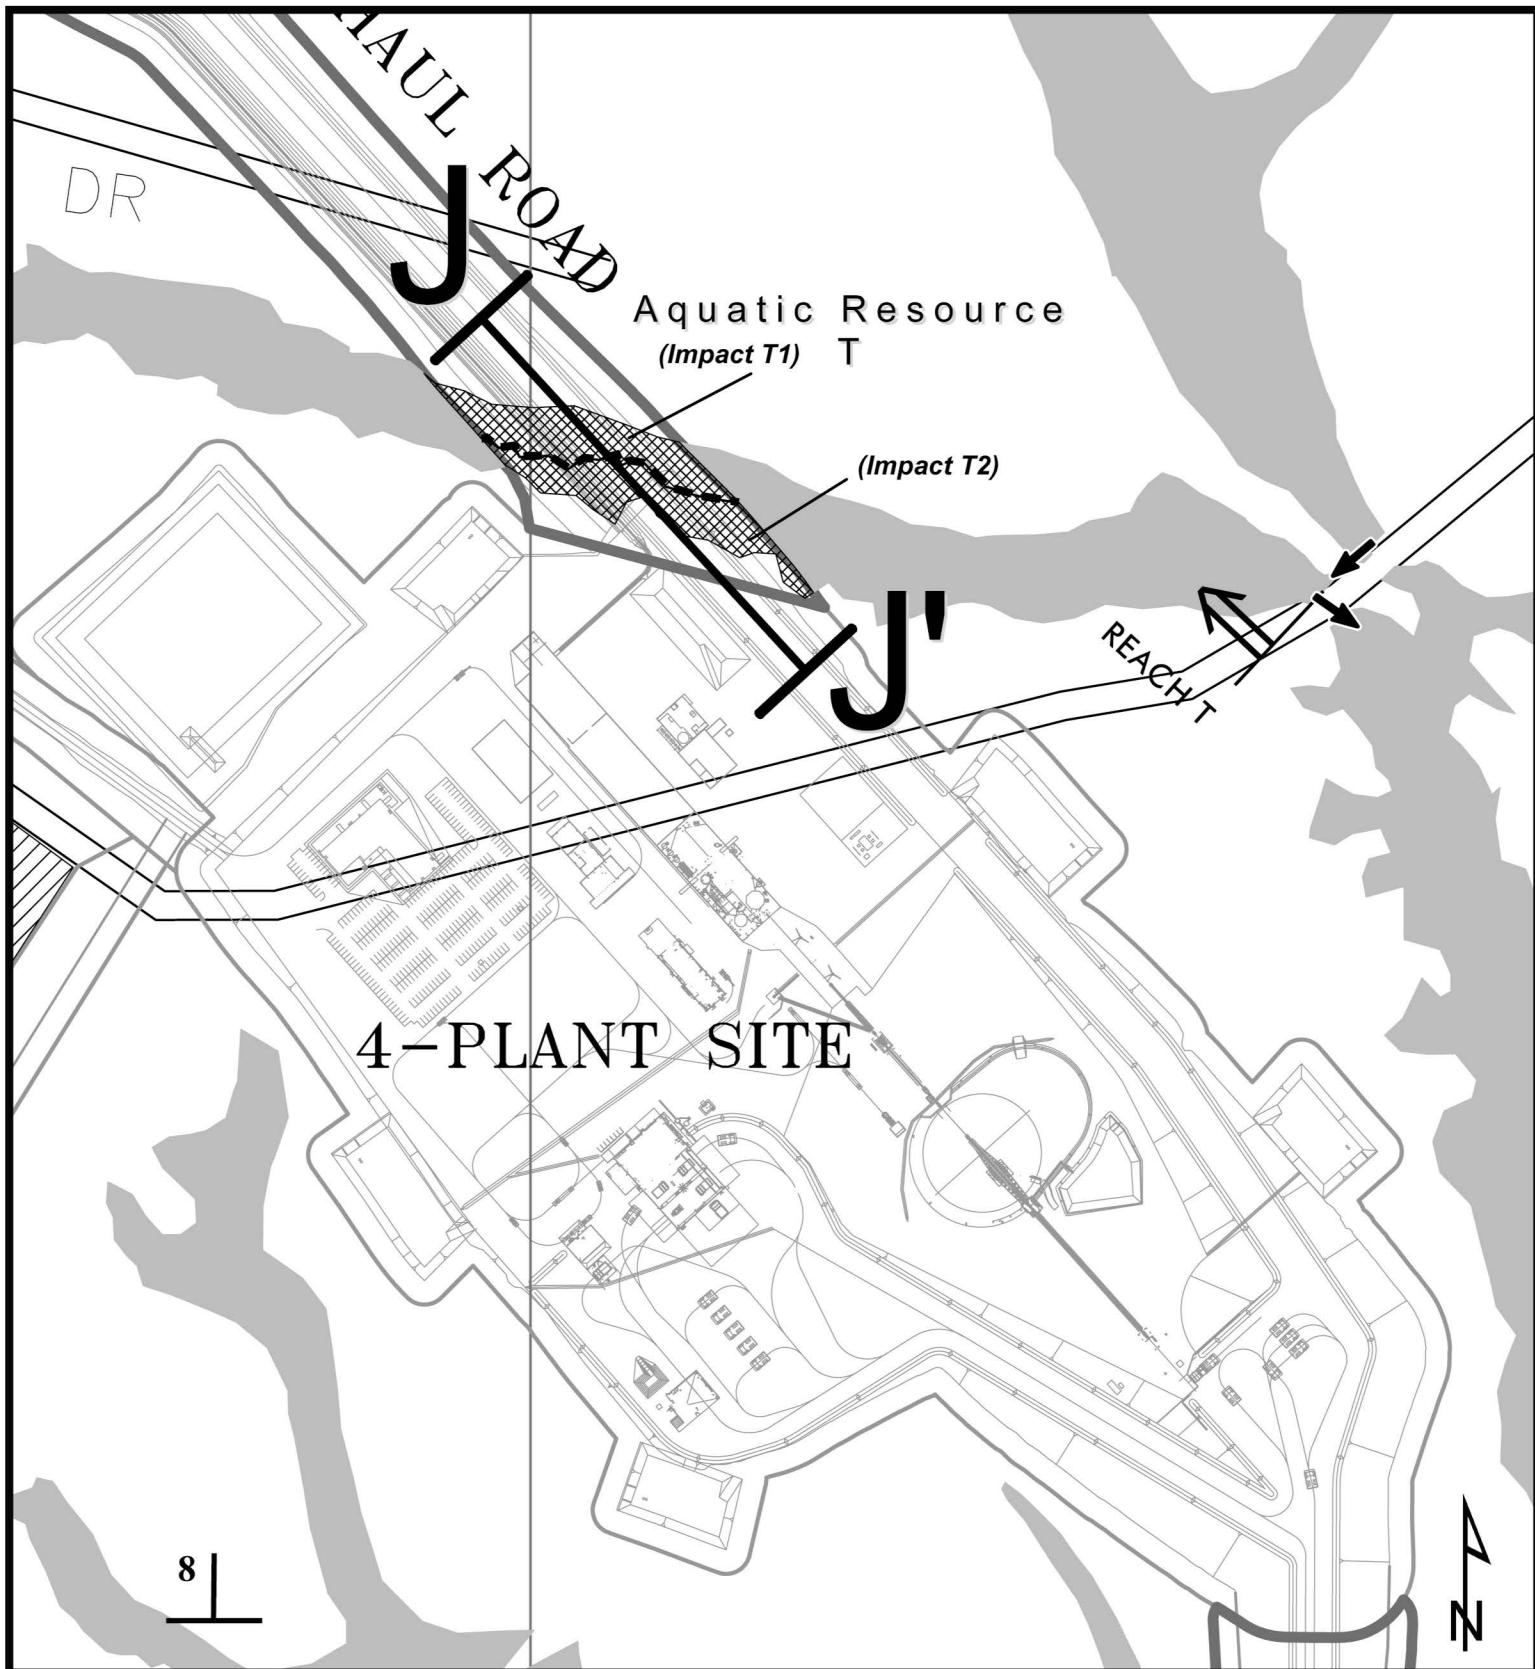 HAUL ROAD
DR
J
Aquatic Resource
(Impact T1) T
(Impact T2)
J'
REACH T
4-PLANT SITE
8
N